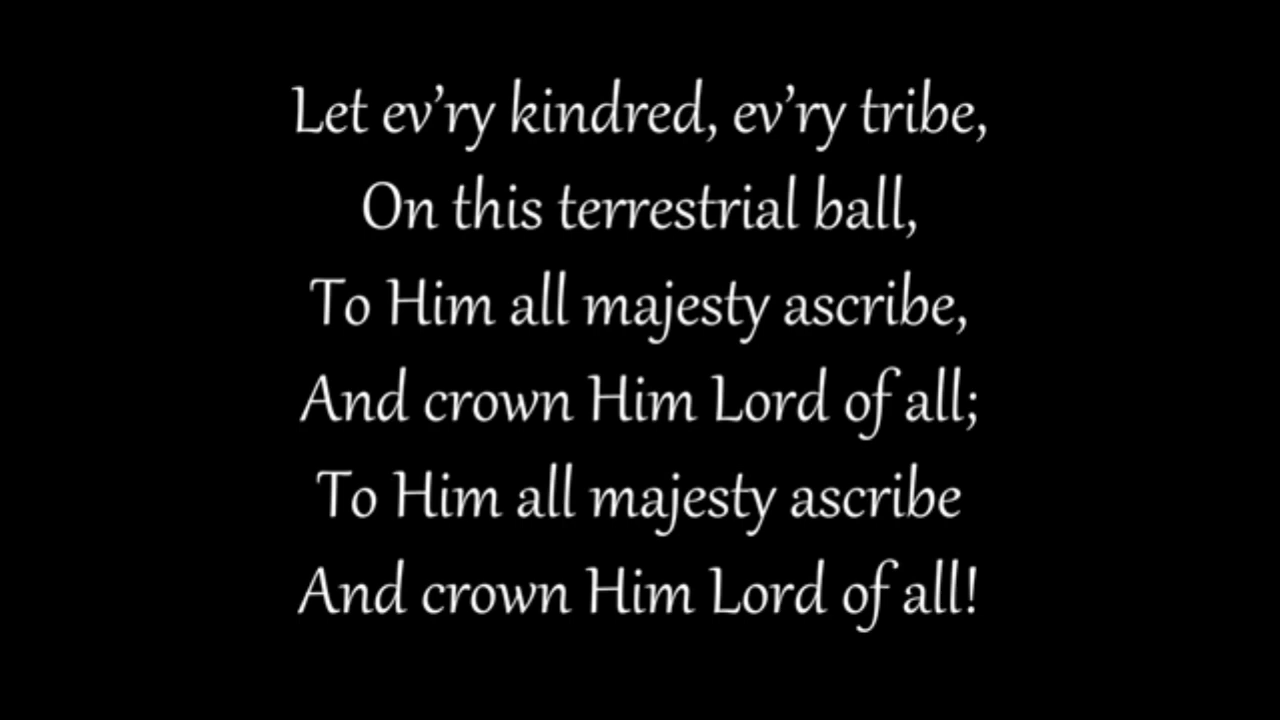 Let ev’ry kindred, ev’ry tribe,
On this terrestrial ball,
To Him all majesty ascribe,
And crown Him Lord of all;
To Him all majesty ascribe
And crown Him Lord of all!